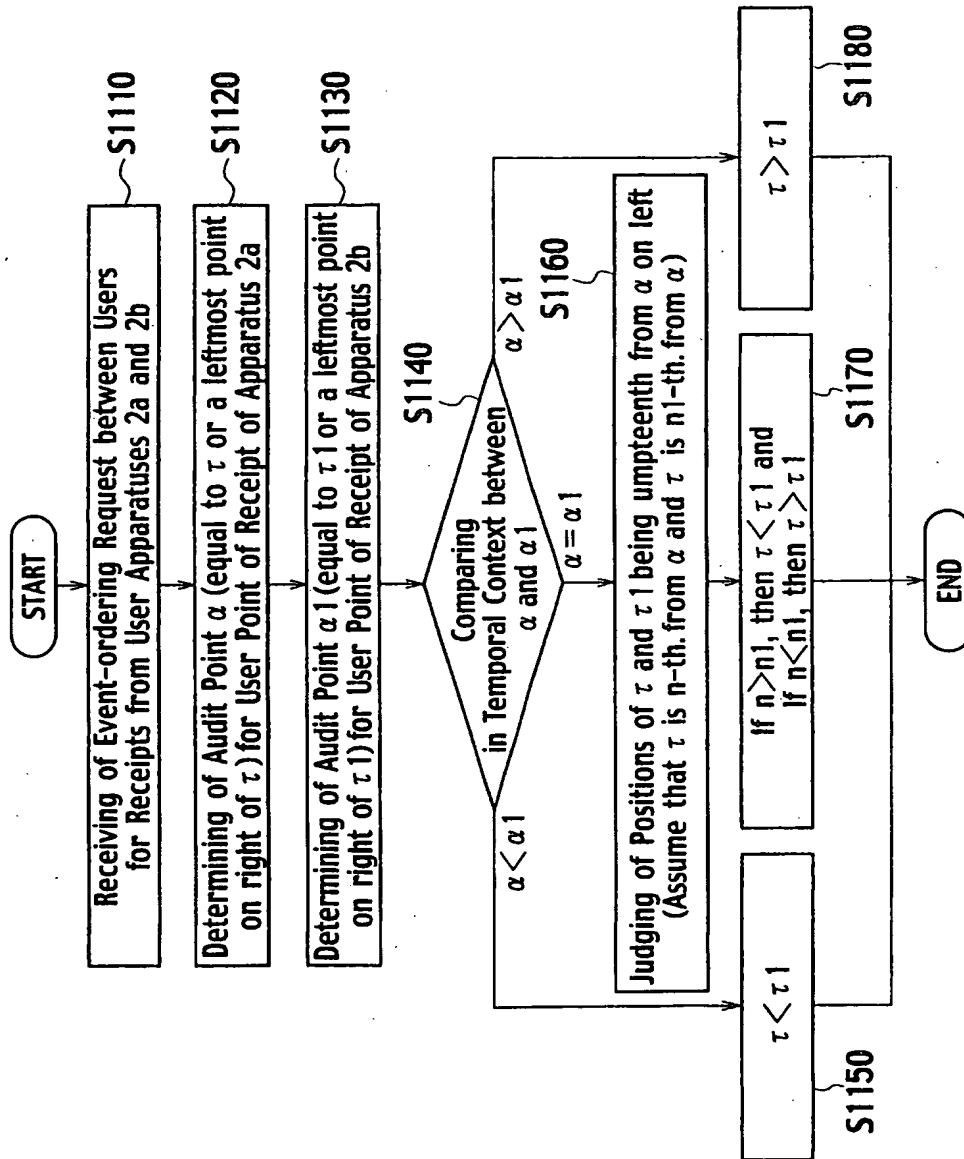 START
Receiving of Event-ordering Request between Users
for Receipts from User Apparatuses 2a and 2b
S1110
Determining of Audit Point α (equal to τ or a leftmost point
on right of τ) for User Point of Receipt of Apparatus 2a
S1120
Determining of Audit Point α1 (equal to τ1 or a leftmost point
on right of τ1) for User Point of Receipt of Apparatus 2b
S1130
Comparing
in Temporal Context between
α and α1
S1140
α<α1
α=α1
α>α1
S1160
Judging of Positions of τ and τ1 being umpteenth from α on left
(Assume that τ is n-th. from α and τ is n1-th. from α)
τ<τ1
S1150
If n>n1, then τ<τ1 and
If n<n1, then τ>τ1
S1170
τ>τ1
S1180
END